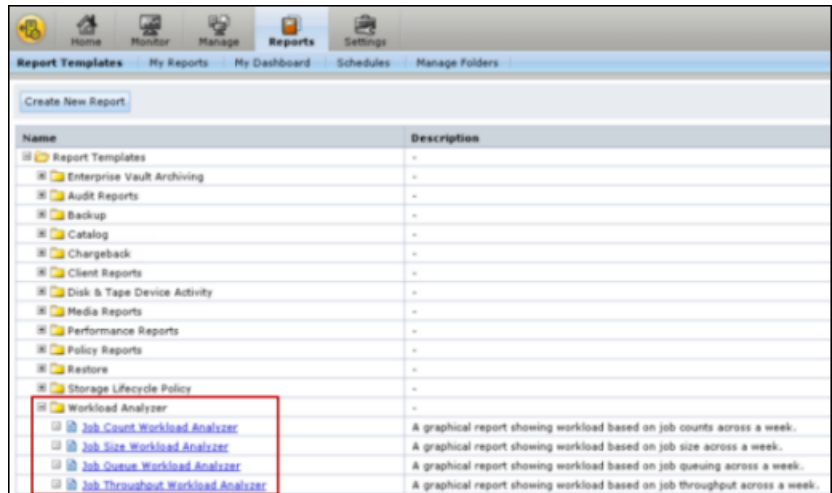 Home Monitor Manage Reports Settings
Report Templates My Reports My Dashboard Schedules Manage Folders
Create New Report
Name Description
Report Templates -
Enterprise Vault Archiving -
Audit Reports -
Backup -
Catalog -
Chargeback -
Client Reports -
Disk & Tape Device Activity -
Media Reports -
Performance Reports -
Policy Reports -
Restore -
Storage Lifecycle Policy -
Workload Analyzer -
Job Count Workload Analyzer A graphical report showing workload based on job counts across a week.
Job Size Workload Analyzer A graphical report showing workload based on job size across a week.
Job Queue Workload Analyzer A graphical report showing workload based on job queuing across a week.
Job Throughput Workload Analyzer A graphical report showing workload based on job throughput across a week.